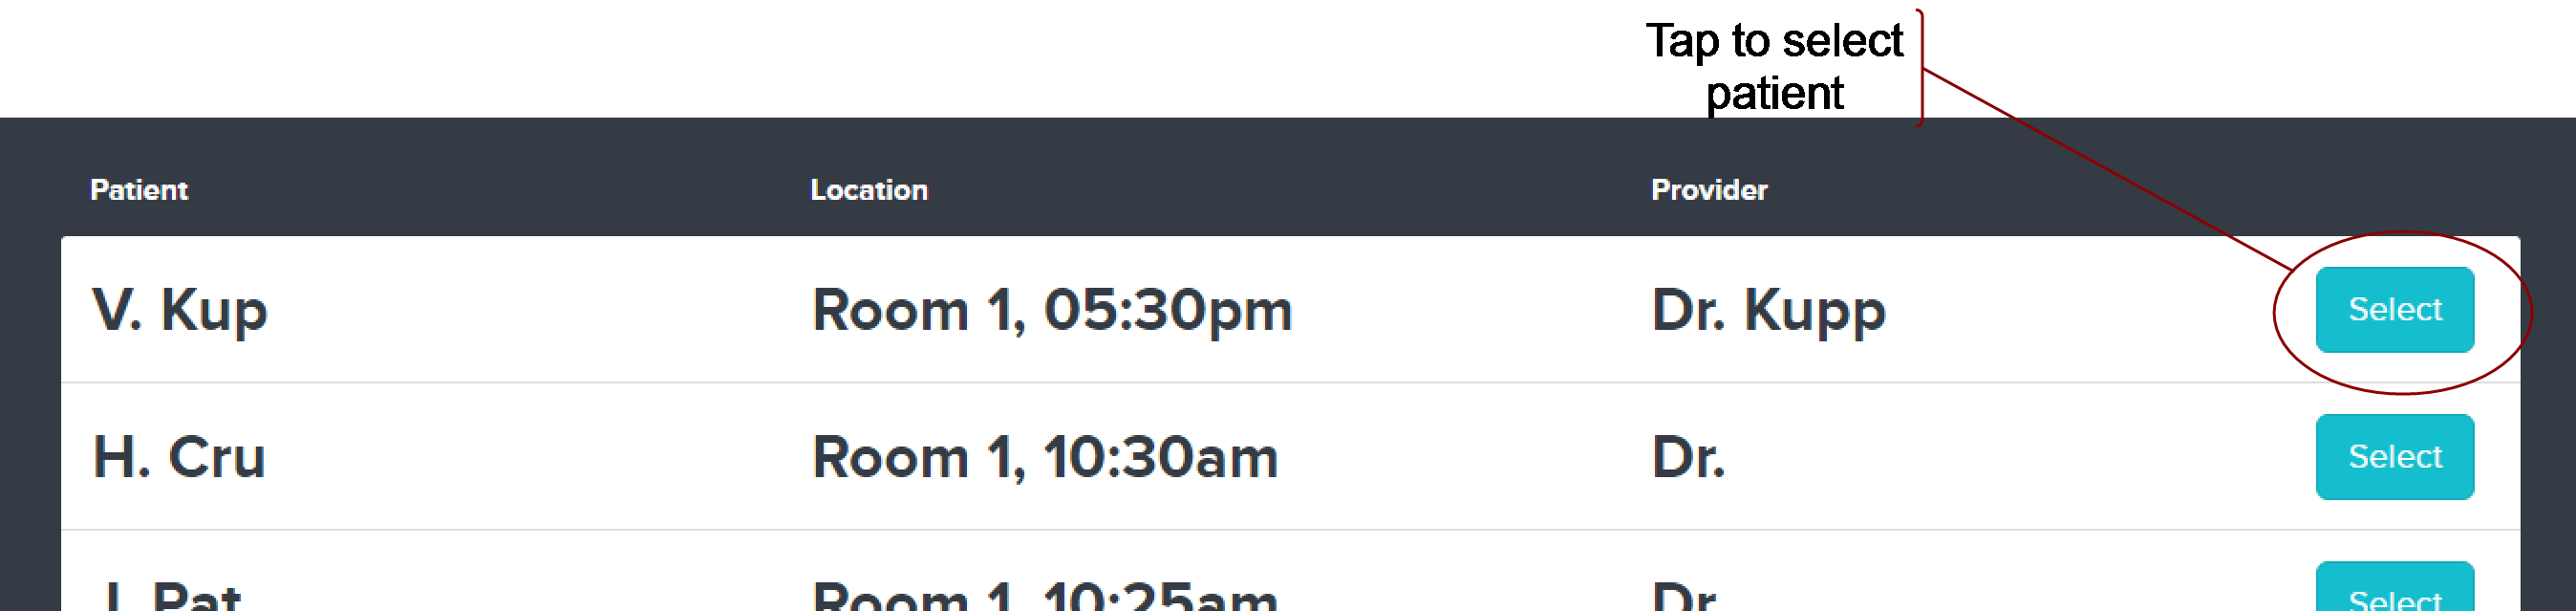 Tap to select
patient
Patient Location Provider
V. Kup Room 1, 05:30pm Dr. Kupp Select
H. Cru Room 1, 10:30am Dr. Select
Pat Room 1, 10:25am Dr. Select